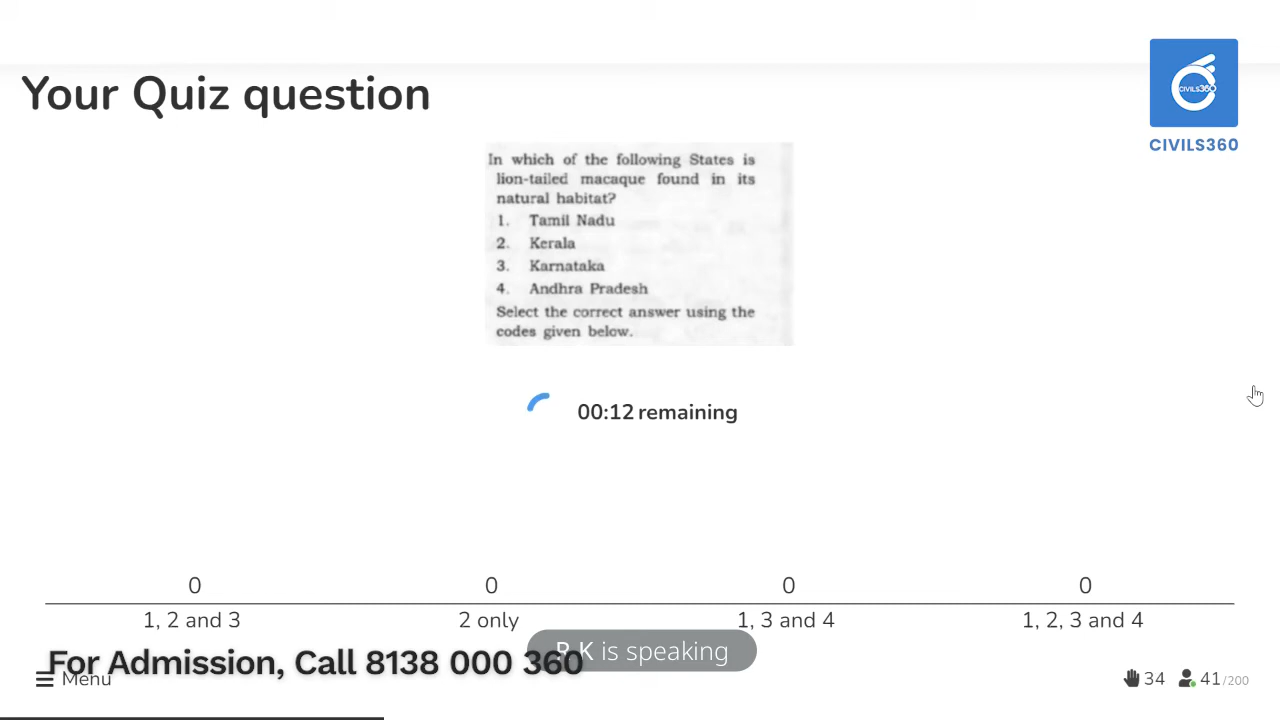 CIVILS360
Your Quiz question
CIVILS360
In which of the following States is
lion-tailed macaque found in its
natural habitat?
1. Tamil Nadu
2. Kerala
3. Karnataka
4. Andhra Pradesh
Select the correct answer using the
codes given below.
00:12 remaining
0 0 0 0
1, 2 and 3 2 only 1, 3 and 4 1, 2, 3 and 4
R K is speaking
For Admission, Call 8138 000 360
Menu 34 41/200